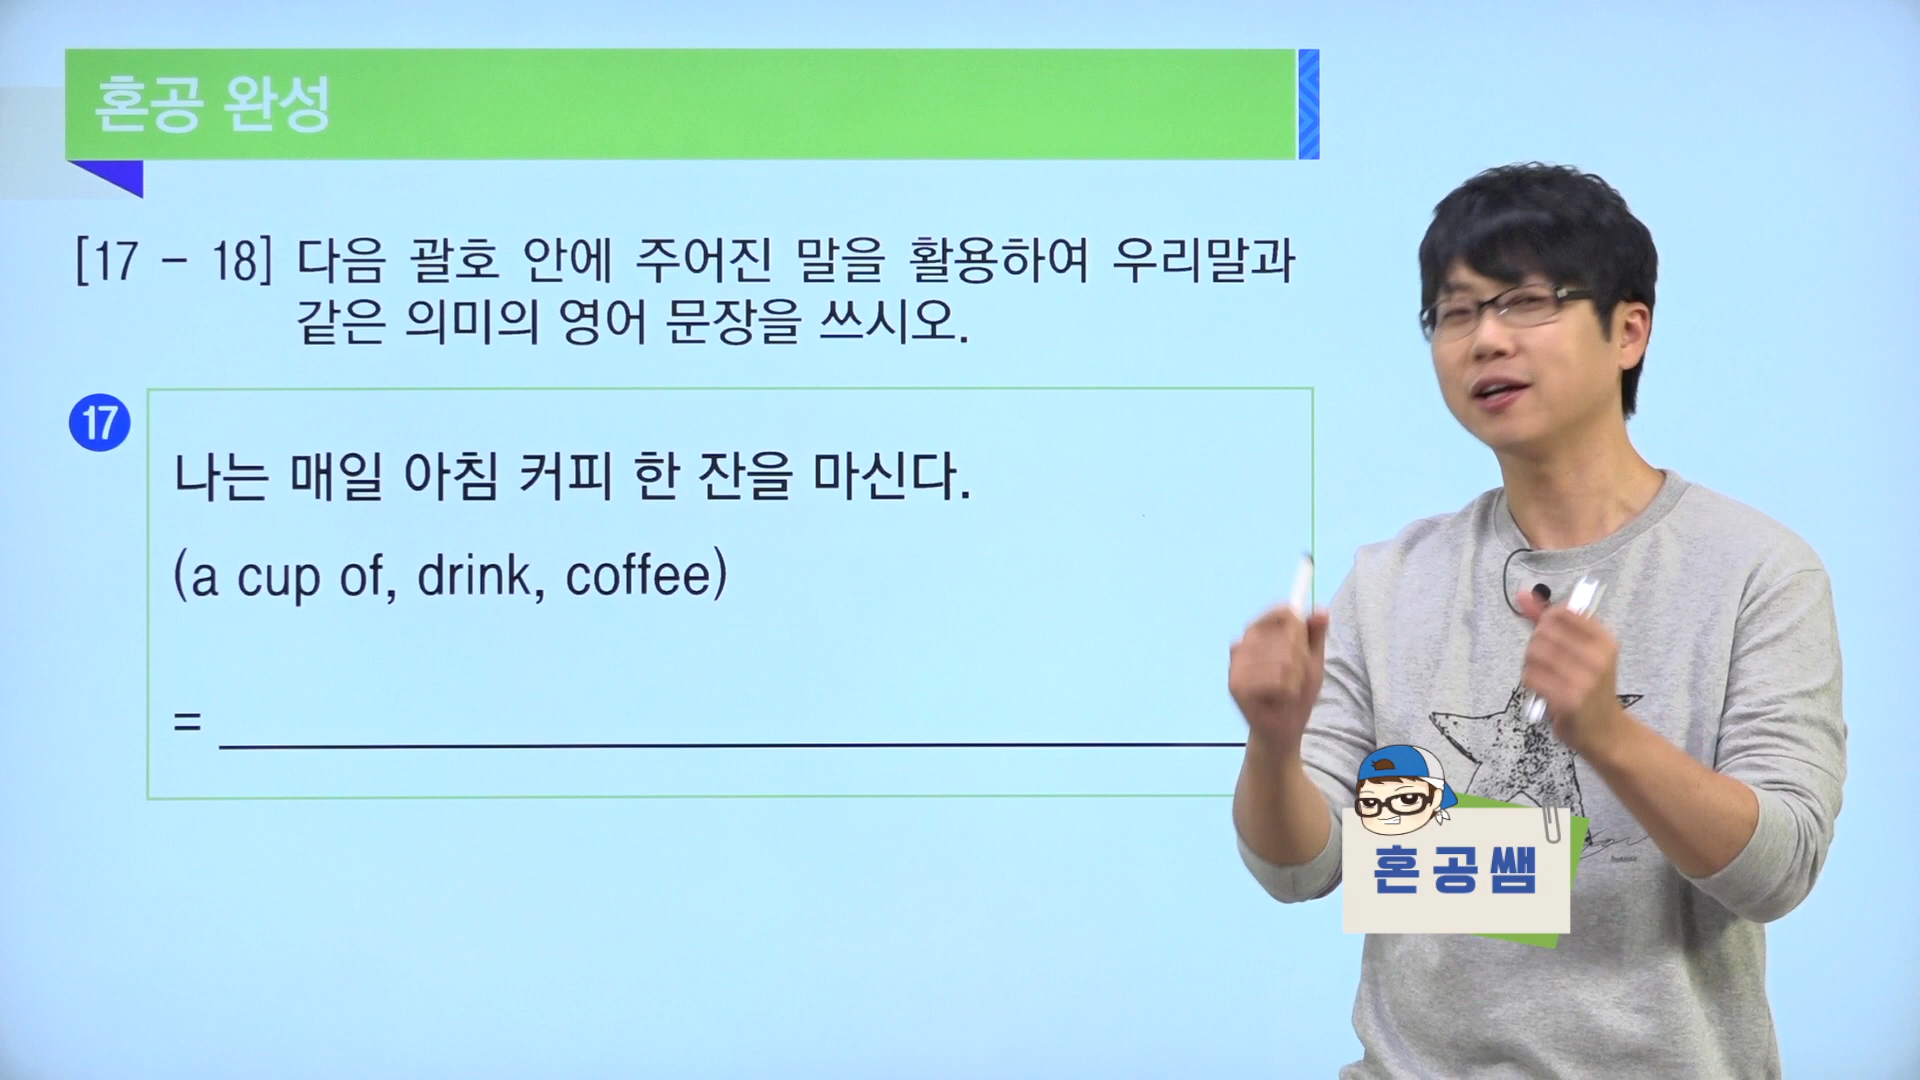 혼공 완성
[17 - 18] 다음 괄호 안에 주어진 말을 활용하여 우리말과
같은 의미의 영어 문장을 쓰시오.
17
나는 매일 아침 커피 한 잔을 마신다.
(a cup of, drink, coffee)
=
혼공쌤